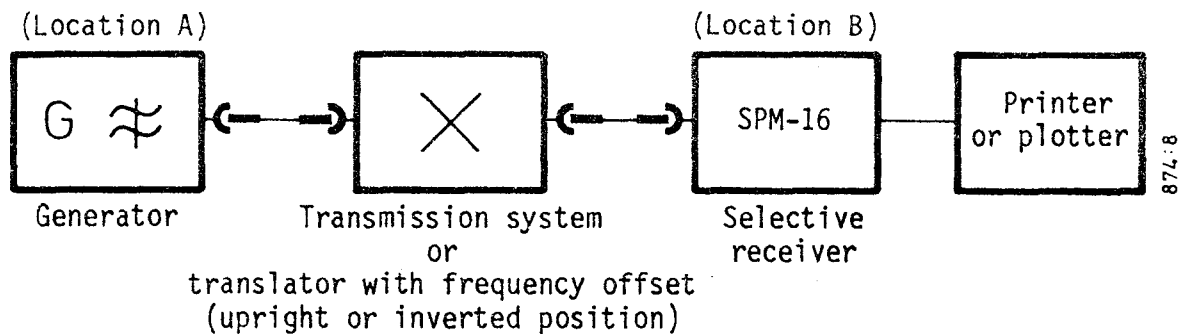 (Location A)
(Location B)
G
SPM-16
Printer
or plotter
874:8
Generator
Transmission system
or
translator with frequency offset
(upright or inverted position)
Selective
receiver